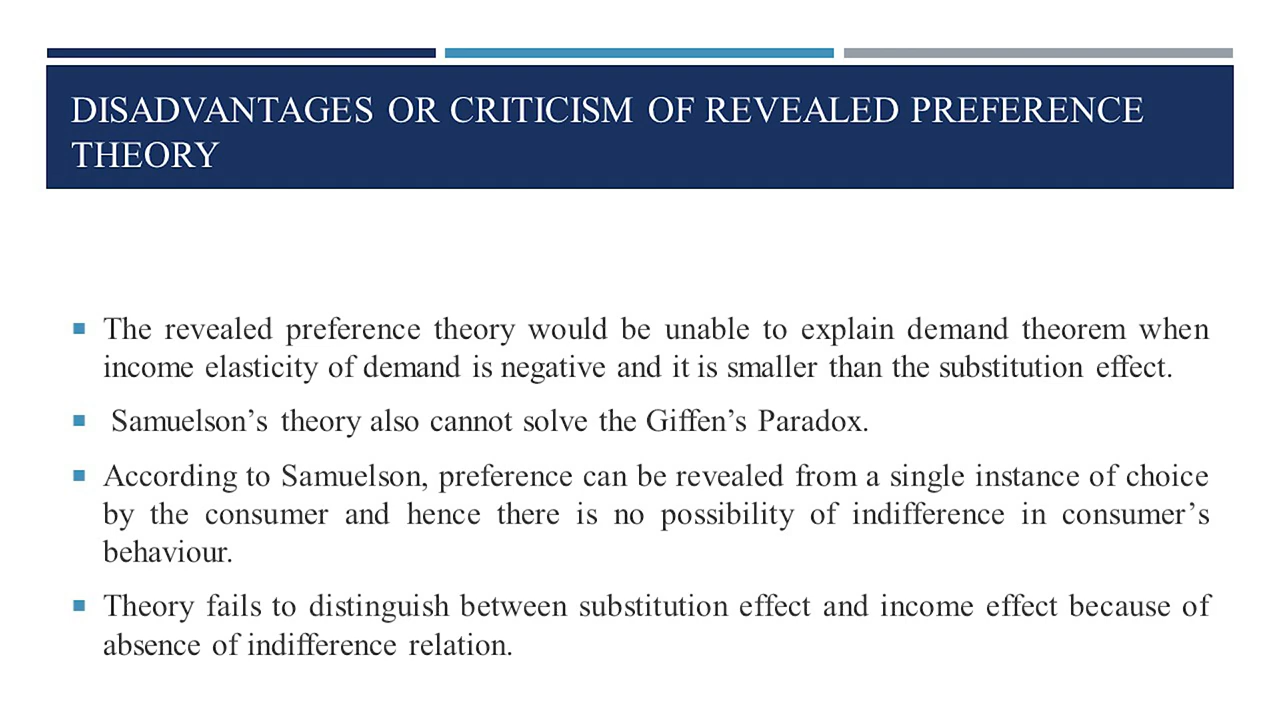 DISADVANTAGES OR CRITICISM OF REVEALED PREFERENCE
THEORY
The revealed preference theory would be unable to explain demand theorem when
income elasticity of demand is negative and it is smaller than the substitution effect.
Samuelson’s theory also cannot solve the Giffen’s Paradox.
According to Samuelson, preference can be revealed from a single instance of choice
by the consumer and hence there is no possibility of indifference in consumer’s
behaviour.
Theory fails to distinguish between substitution effect and income effect because of
absence of indifference relation.